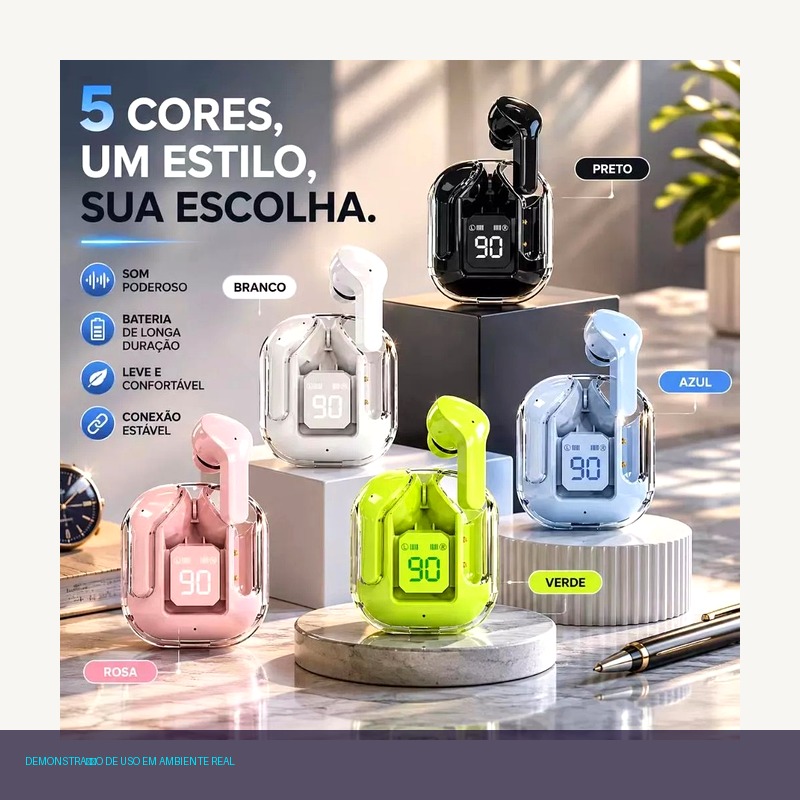 5 CORES,
UM ESTILO,
SUA ESCOLHA.
SOM
PODEROSO
BATERIA
DE LONGA
DURAÇÃO
LEVE E
CONFORTÁVEL
CONEXÃO
ESTÁVEL
PRETO
BRANCO
AZUL
VERDE
ROSA
L R
90
90
L R
90
L R
90
90
DE USO EM AMBIENTE REAL